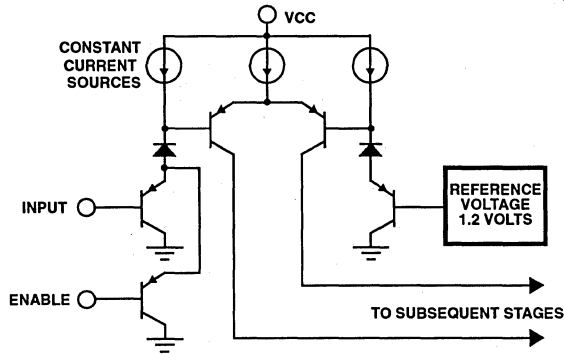 VCC
CONSTANT
CURRENT
SOURCES
INPUT
REFERENCE
VOLTAGE
1.2 VOLTS
ENABLE
TO SUBSEQUENT STAGES